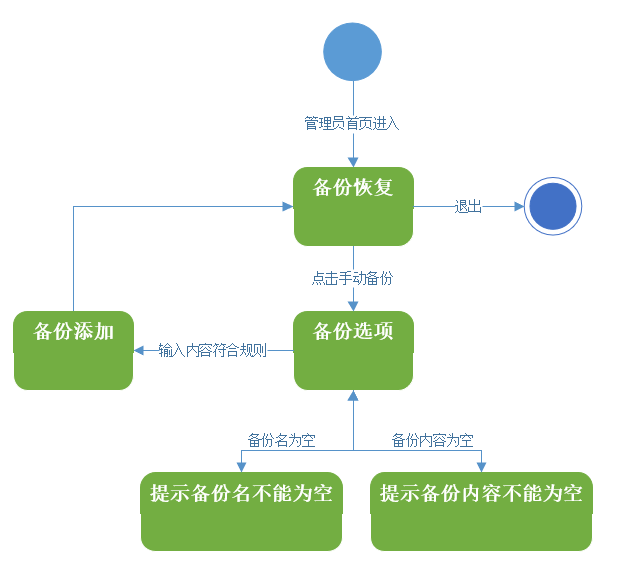 管理员首页进入
备份恢复
退出
点击手动备份
备份添加
输入内容符合规则
备份选项
备份名为空
备份内容为空
提示备份名不能为空
提示备份内容不能为空